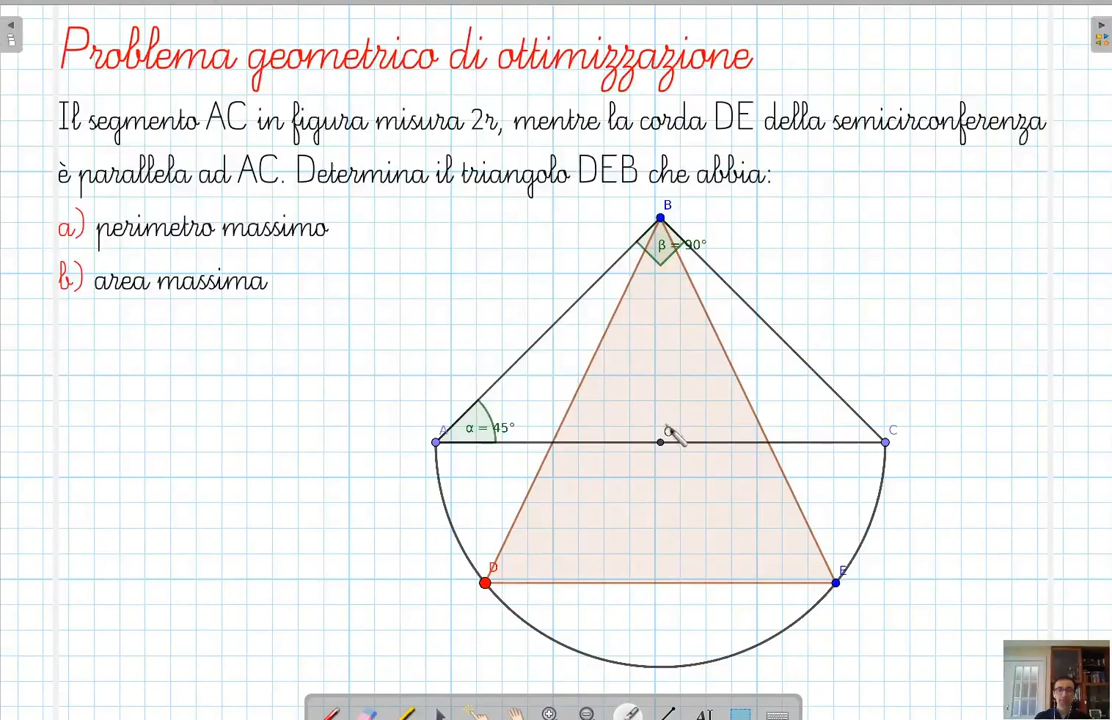 Problema geometrico di ottimizzazione
Il segmento AC in figura misura 2r, mentre la corda DE della semicirconferenza
è parallela ad AC. Determina il triangolo DEB che abbia:
a) perimetro massimo
b) area massima
B
β = 90°
A
α = 45°
C
D
E
AI